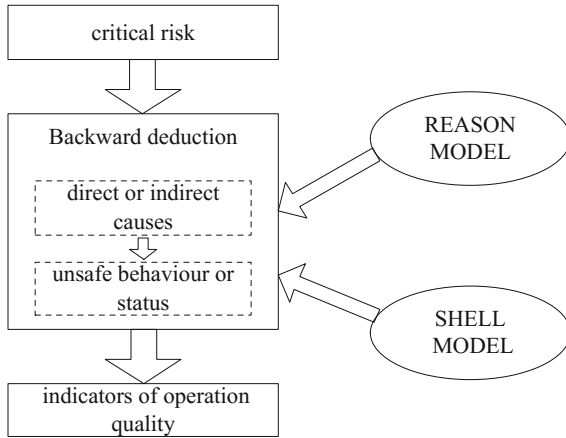 critical risk
Backward deduction
direct or indirect
causes
unsafe behaviour or
status
indicators of operation
quality
REASON
MODEL
SHELL
MODEL